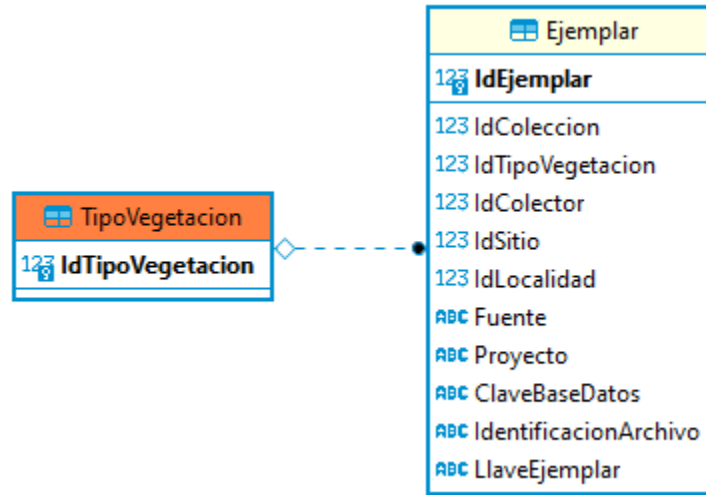 TipoVegetacion
123 IdTipoVegetacion
Ejemplar
123 IdEjemplar
123 IdColeccion
123 IdTipoVegetacion
123 IdColector
123 IdSitio
123 IdLocalidad
ABC Fuente
ABC Proyecto
ABC ClaveBaseDatos
ABC IdentificacionArchivo
ABC LlaveEjemplar